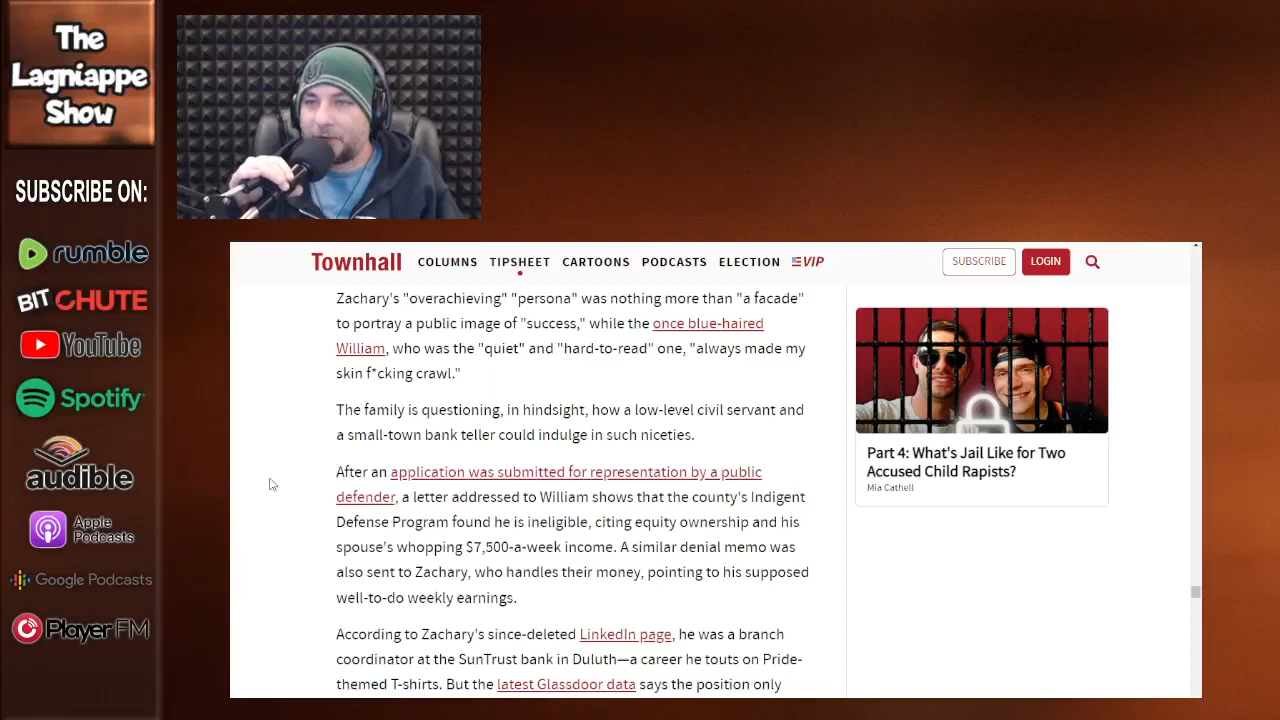 The
Lagniappe
Show
SUBSCRIBE ON:
rumble
BIT CHUTE
YouTube
Spotify
audible
Apple
Podcasts
Google Podcasts
Player FM
Townhall COLUMNS TIPSHEET CARTOONS PODCASTS ELECTION VIP SUBSCRIBE LOGIN
Zachary's "overachieving" "persona" was nothing more than "a facade"
to portray a public image of "success," while the once blue-haired
William, who was the "quiet" and "hard-to-read" one, "always made my
skin f*cking crawl."
The family is questioning, in hindsight, how a low-level civil servant and
a small-town bank teller could indulge in such niceties.
After an application was submitted for representation by a public
defender, a letter addressed to William shows that the county's Indigent
Defense Program found he is ineligible, citing equity ownership and his
spouse's whopping $7,500-a-week income. A similar denial memo was
also sent to Zachary, who handles their money, pointing to his supposed
well-to-do weekly earnings.
According to Zachary's since-deleted LinkedIn page, he was a branch
coordinator at the SunTrust bank in Duluth—a career he touts on Pride-
themed T-shirts. But the latest Glassdoor data says the position only
Part 4: What's Jail Like for Two
Accused Child Rapists?
Mia Cathell